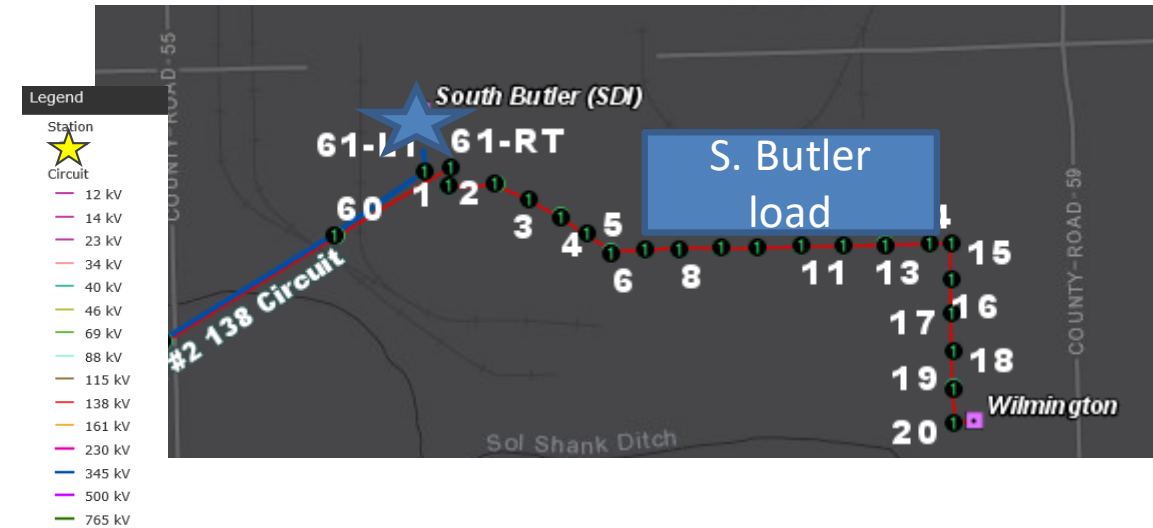 Legend
Station
Circuit
12 kV
14 kV
23 kV
34 kV
40 kV
46 kV
69 kV
88 kV
115 kV
138 kV
161 kV
230 kV
345 kV
500 kV
765 kV
COUNTY-ROAD-55
South Butler (SDI)
61-RT
60
#2 138 Circuit
1
2
3
4
5
6
8
11
13
S. Butler
load
15
16
17
18
19
20
Wilmington
COUNTY-ROAD-59
Sol Shank Ditch